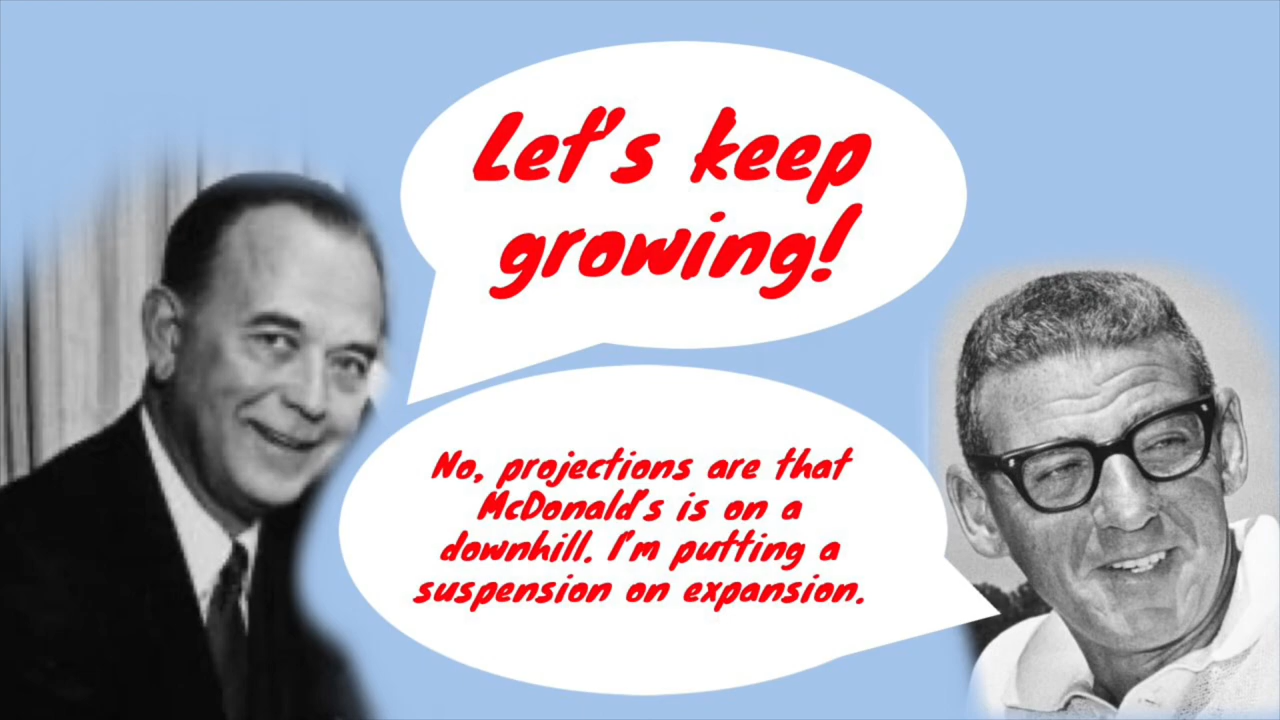 Let's keep
growing!
No, projections are that
McDonald's is on a
downhill. I'm putting a
suspension on expansion.